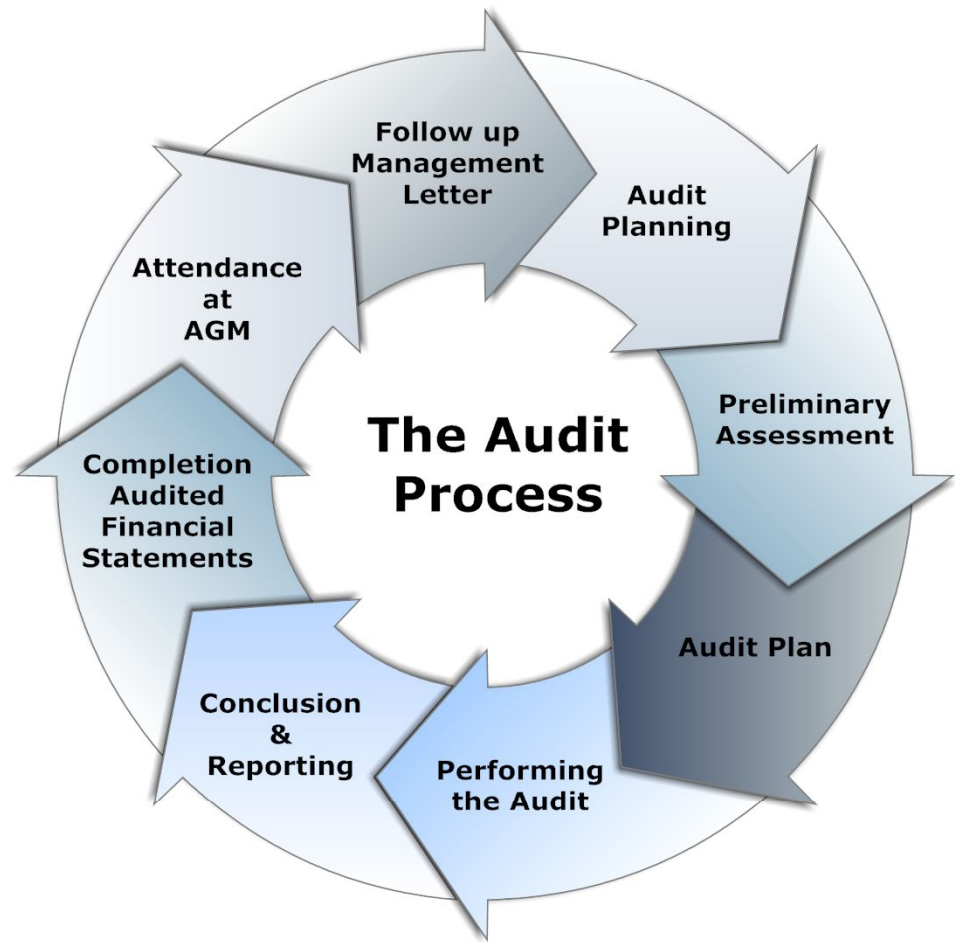 The Audit
Process
Follow up
Management
Letter
Audit
Planning
Preliminary
Assessment
Audit Plan
Performing
the Audit
Conclusion
&
Reporting
Completion
Audited
Financial
Statements
Attendance
at
AGM